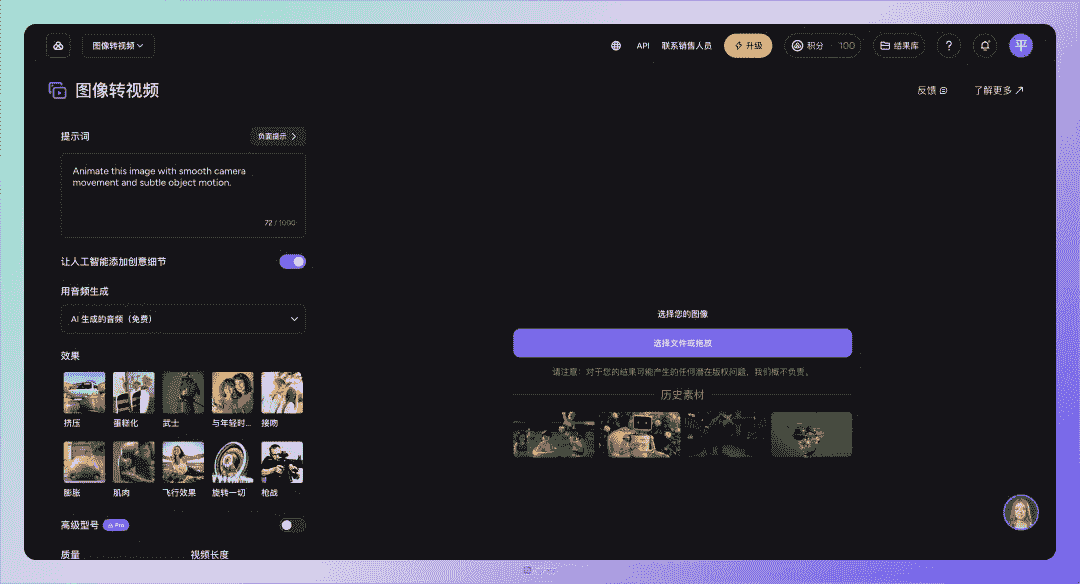 图像转视频
API
联系销售人员
升级
积分
100
结果库
?
平
图像转视频
反馈
了解更多
提示词
负面提示
Animate this image with smooth camera
movement and subtle object motion.
72 / 1000
让人工智能添加创意细节
用音频生成
AI 生成的音频（免费）
效果
挤压
蛋糕化
武士
与年轻时...
接吻
膨胀
肌肉
飞行效果
旋转一切
枪战
高级型号
Pro
质量
视频长度
选择您的图像
选择文件或拖放
请注意：对于您的结果可能产生的任何潜在版权问题，我们概不负责。
历史素材